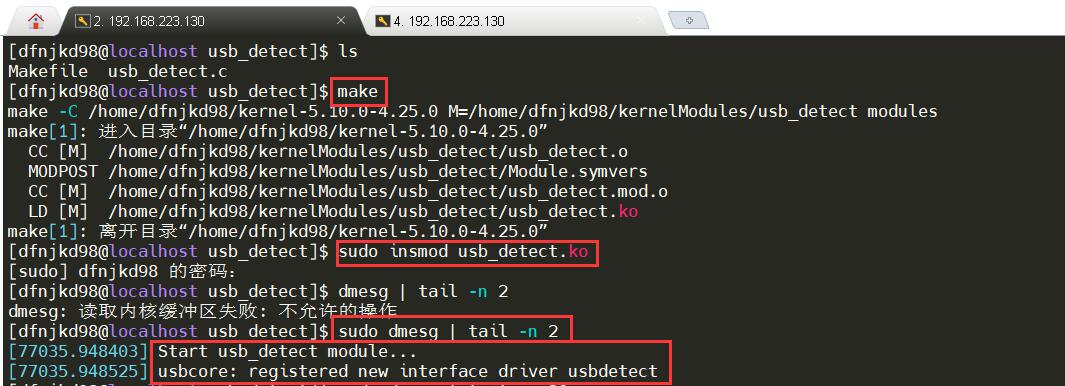 2. 192.168.223.130
4. 192.168.223.130
[dfnjkd98@localhost usb_detect]$ ls
Makefile  usb_detect.c
[dfnjkd98@localhost usb_detect]$ make
make -C /home/dfnjkd98/kernel-5.10.0-4.25.0 M=/home/dfnjkd98/kernelModules/usb_detect modules
make[1]: 进入目录“/home/dfnjkd98/kernel-5.10.0-4.25.0”
  CC [M]  /home/dfnjkd98/kernelModules/usb_detect/usb_detect.o
  MODPOST /home/dfnjkd98/kernelModules/usb_detect/Module.symvers
  CC [M]  /home/dfnjkd98/kernelModules/usb_detect/usb_detect.mod.o
  LD [M]  /home/dfnjkd98/kernelModules/usb_detect/usb_detect.ko
make[1]: 离开目录“/home/dfnjkd98/kernel-5.10.0-4.25.0”
[dfnjkd98@localhost usb_detect]$ sudo insmod usb_detect.ko
[sudo] dfnjkd98 的密码：
[dfnjkd98@localhost usb_detect]$ dmesg | tail -n 2
dmesg: 读取内核缓冲区失败: 不允许的操作
[dfnjkd98@localhost usb_detect]$ sudo dmesg | tail -n 2
[77035.948403] Start usb_detect module...
[77035.948525] usbcore: registered new interface driver usbdetect